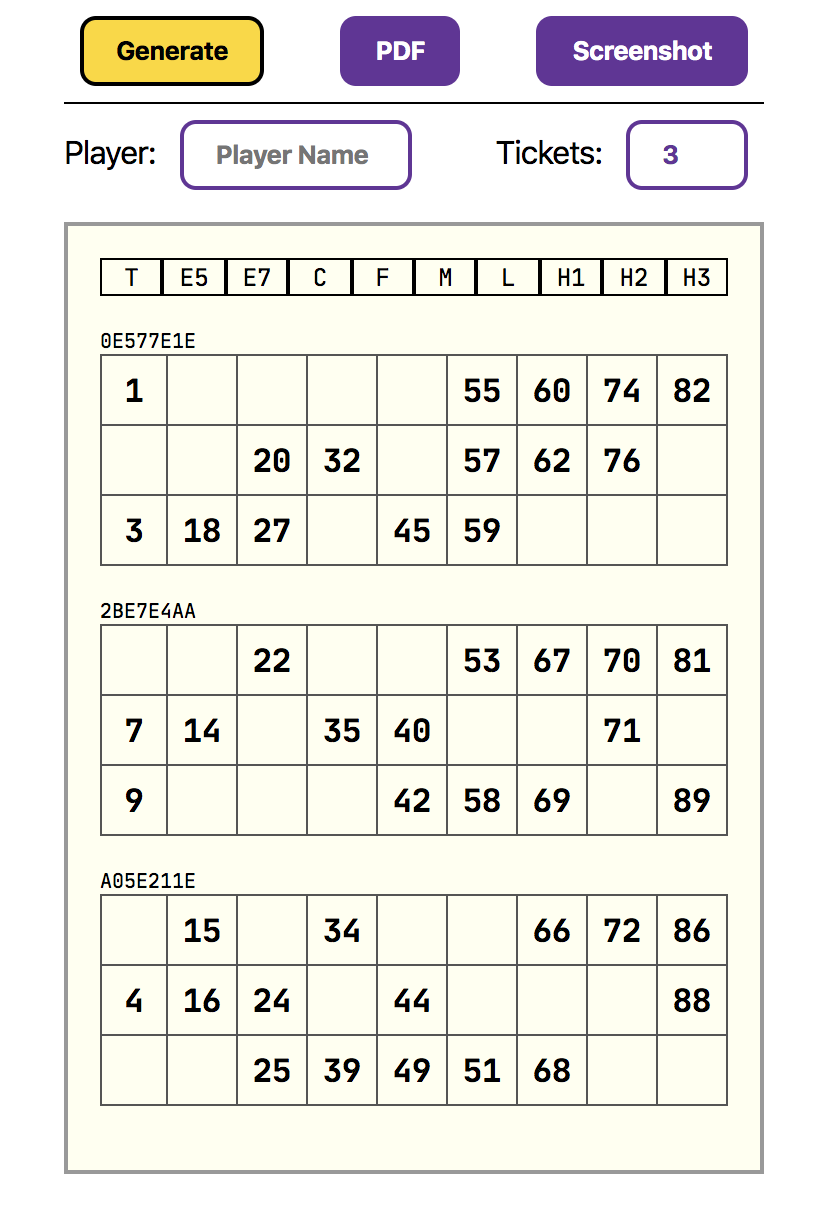 Generate PDF Screenshot
Player: Player Name Tickets: 3
T E5 E7 C F M L H1 H2 H3
0E577E1E
1 55 60 74 82
20 32 57 62 76
3 18 27 45 59
2BE7E4AA
22 53 67 70 81
7 14 35 40 71
9 42 58 69 89
A05E211E
15 34 66 72 86
4 16 24 44 88
25 39 49 51 68